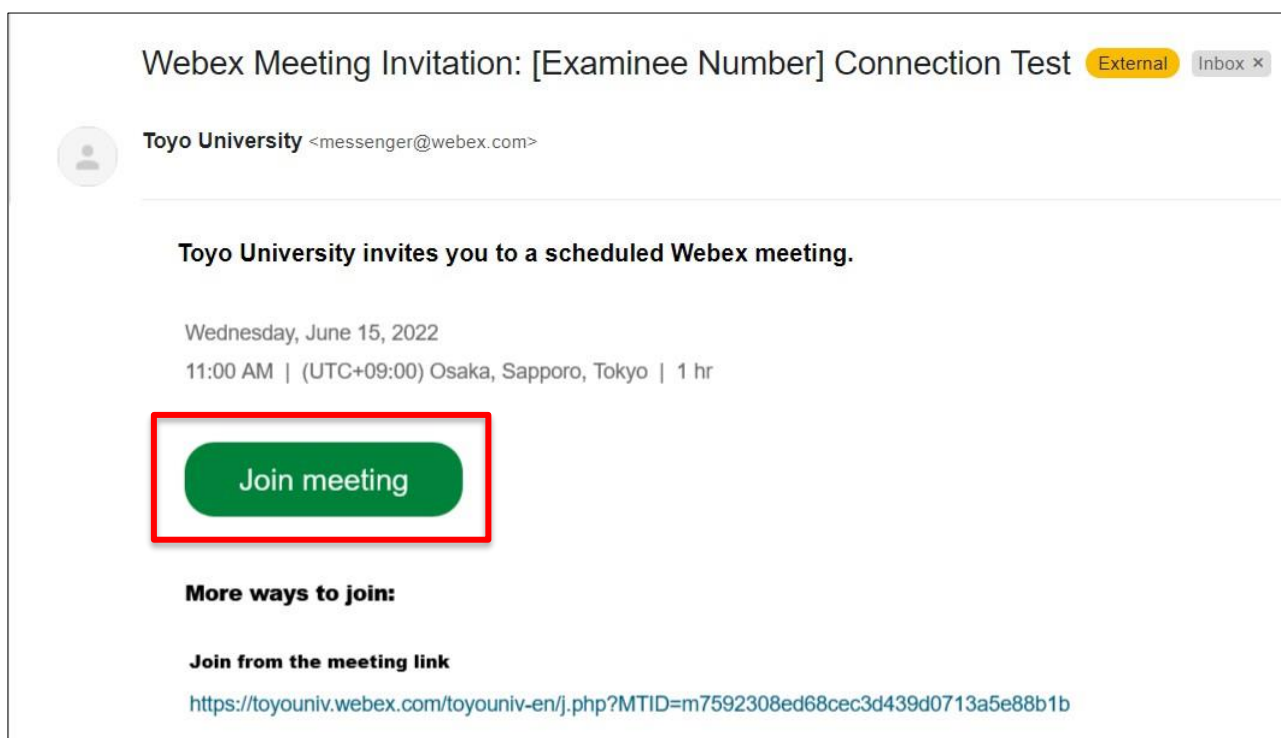 Webex Meeting Invitation: [Examinee Number] Connection Test External Inbox ×
Toyo University <messenger@webex.com>
Toyo University invites you to a scheduled Webex meeting.
Wednesday, June 15, 2022
11:00 AM | (UTC+09:00) Osaka, Sapporo, Tokyo | 1 hr
Join meeting
More ways to join:
Join from the meeting link
https://toyouniv.webex.com/toyouniv-en/j.php?MTID=m7592308ed68cec3d439d0713a5e88b1b